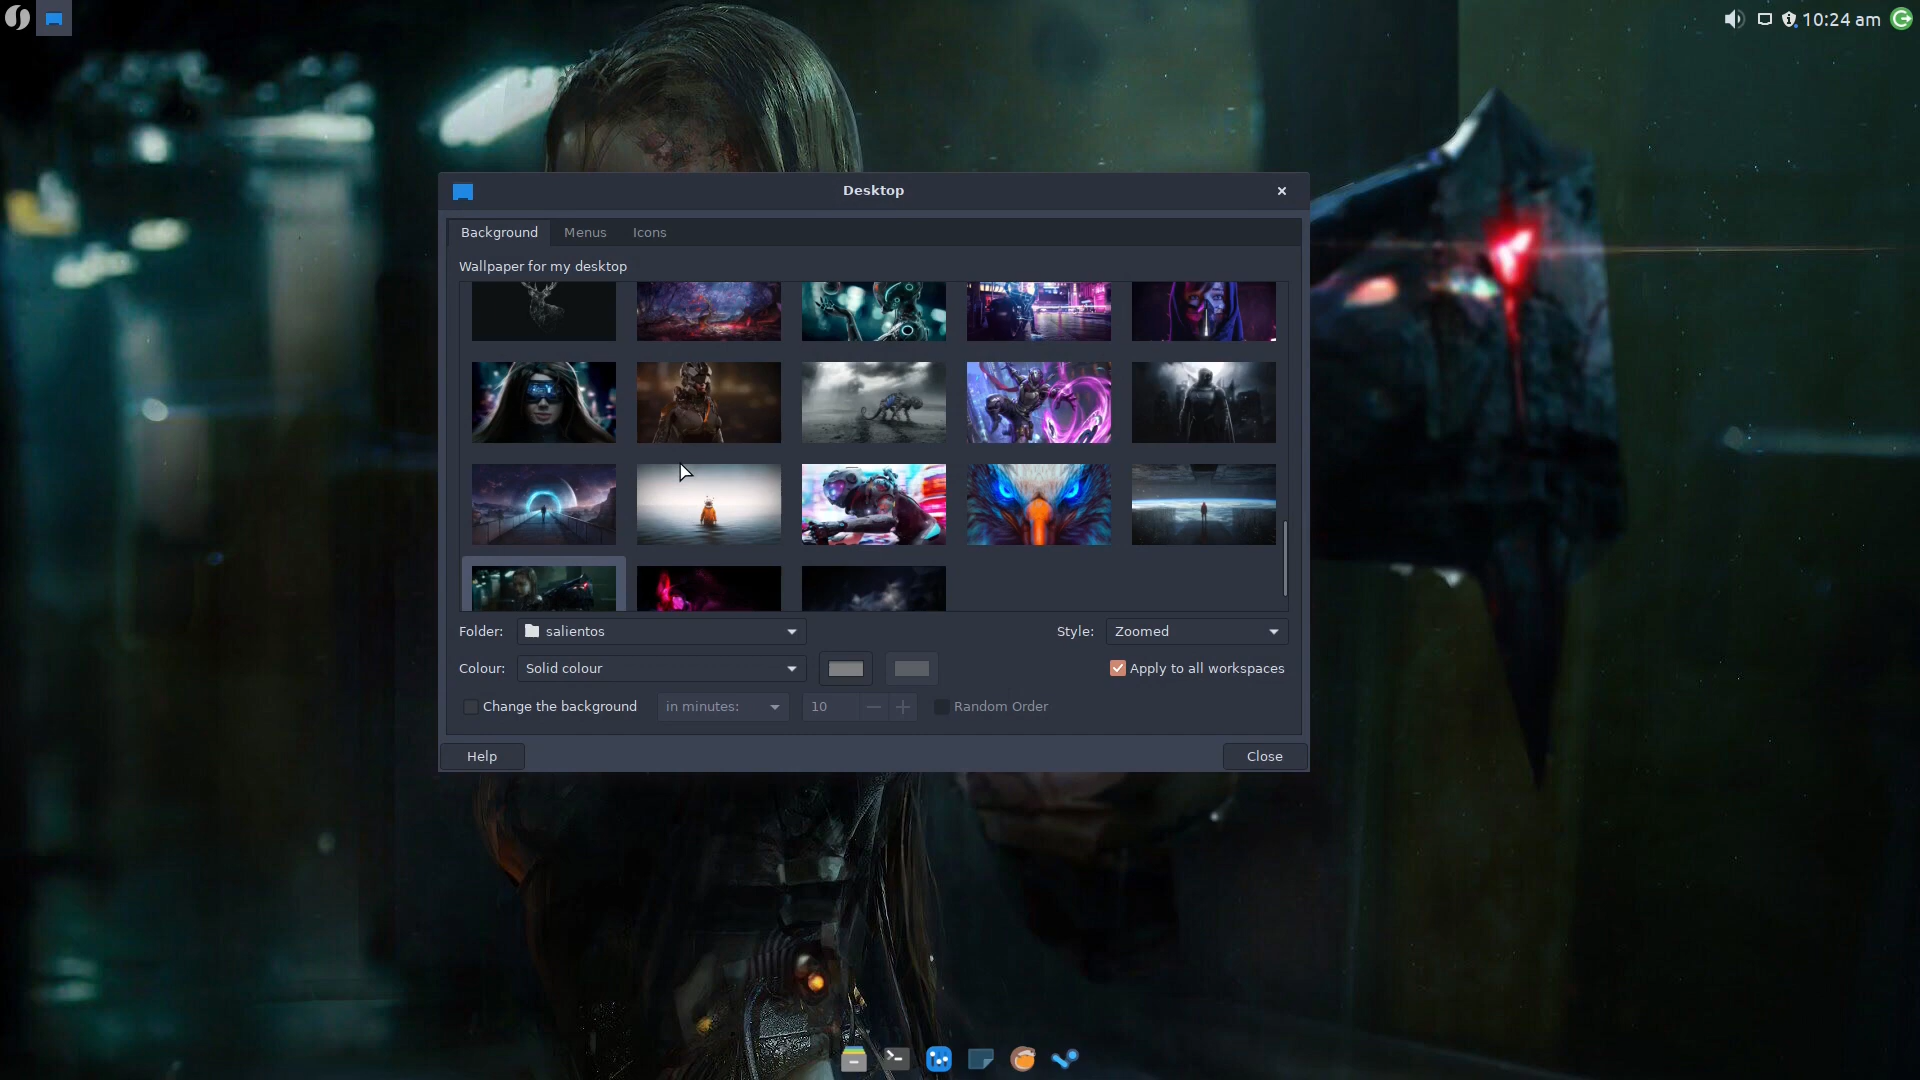 10:24 am
Desktop
Background Menus Icons
Wallpaper for my desktop
Folder: salientos Style: Zoomed
Colour: Solid colour Apply to all workspaces
Change the background in minutes: 10 Random Order
Help Close